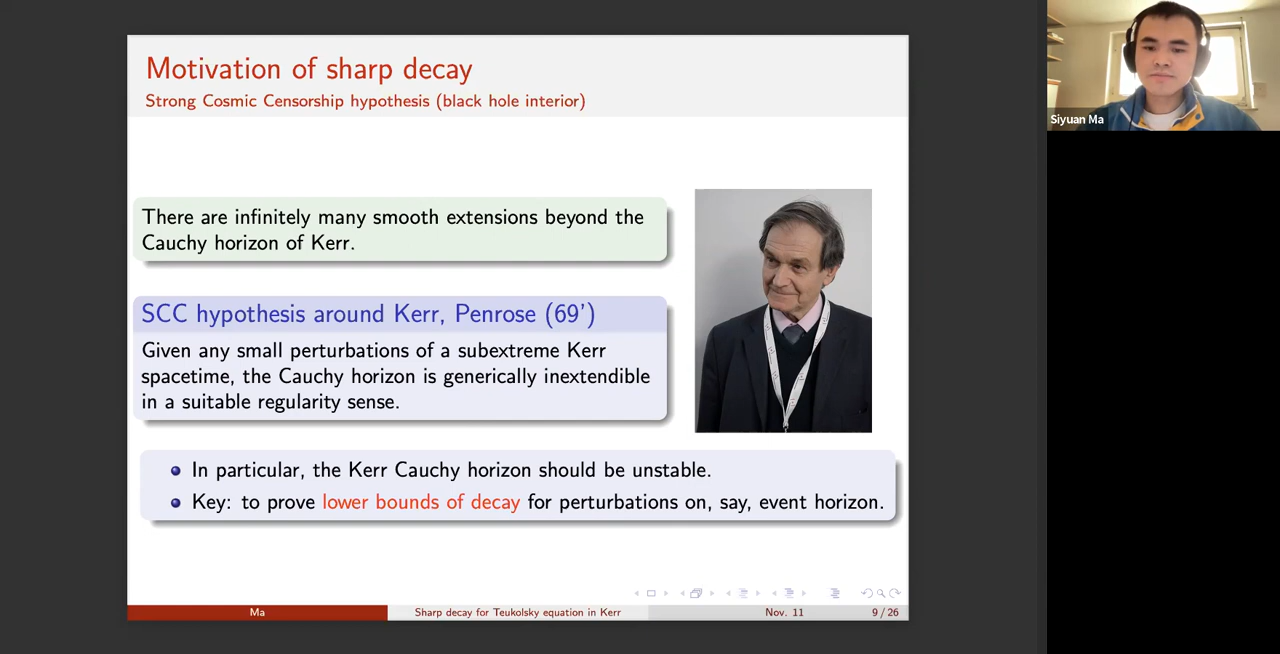 Motivation of sharp decay
Strong Cosmic Censorship hypothesis (black hole interior)
There are infinitely many smooth extensions beyond the
Cauchy horizon of Kerr.
SCC hypothesis around Kerr, Penrose (69')
Given any small perturbations of a subextreme Kerr
spacetime, the Cauchy horizon is generically inextendible
in a suitable regularity sense.
In particular, the Kerr Cauchy horizon should be unstable.
Key: to prove lower bounds of decay for perturbations on, say, event horizon.
Ma
Sharp decay for Teukolsky equation in Kerr
Nov. 11
9 / 26
Siyuan Ma